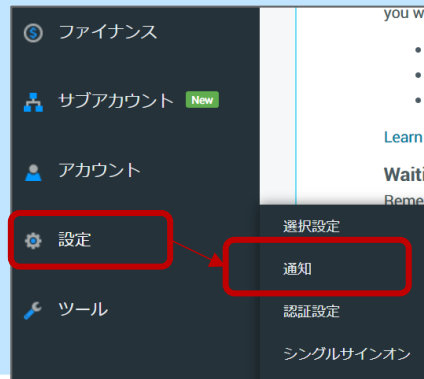 you w
ファイナンス
サブアカウント New
Learn
アカウント
Waiti
Reme
設定
選択設定
通知
ツール
認証設定
シングルサインオン